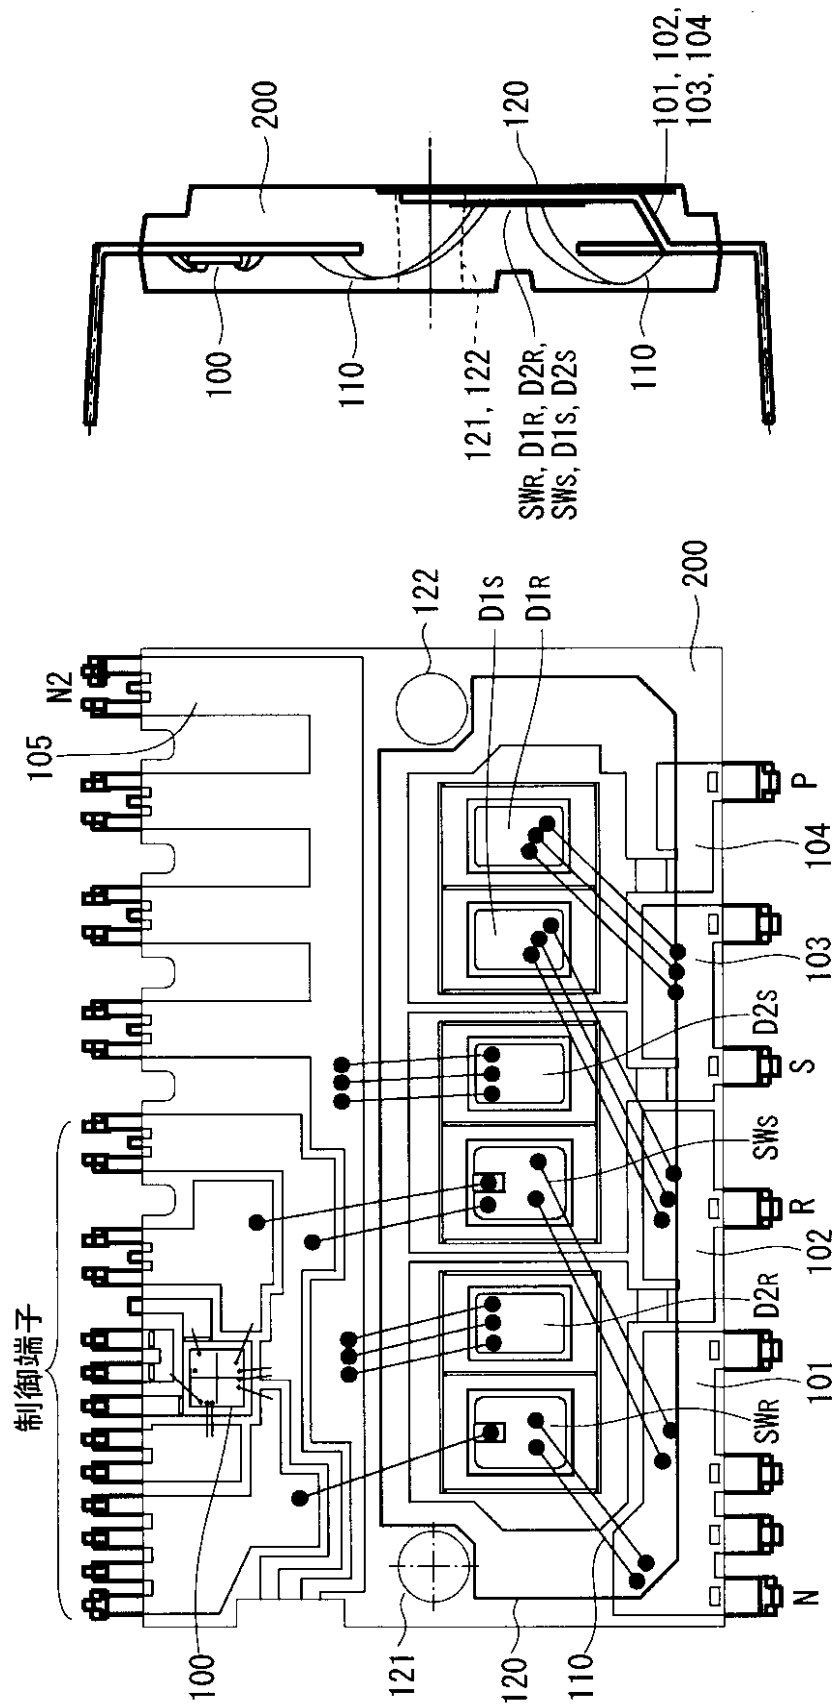 200
101, 102,
103, 104
120
100
110
121, 122
SWR, D1R, D2R,
SWS, D1S, D2S
110
制御端子
N2
105
122
D1S
D1R
200
100
121
120
110
N
SWR
101
D2R
102
R
SWS
S
D2S
103
104
P